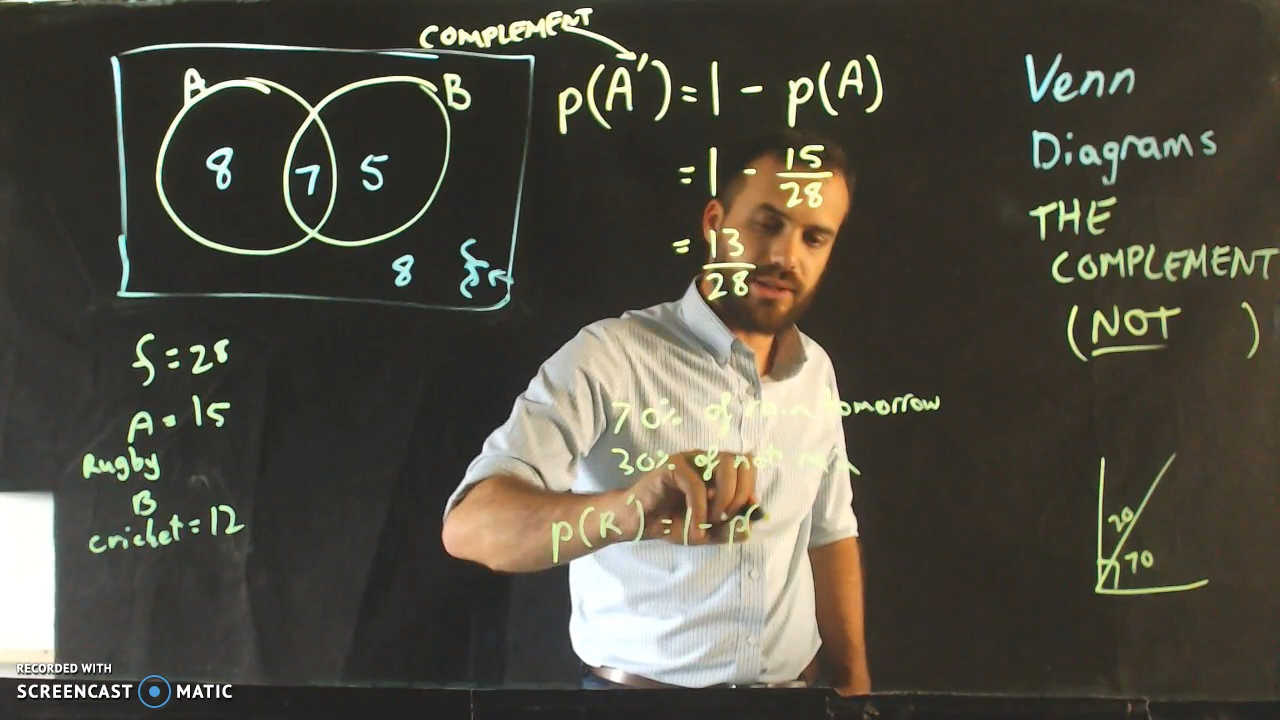 COMPLEMENT
A
B
8
7
5
8
ξ = 28
A = 15
Rugby
B
cricket = 12
p(A') = 1 - p(A)
= 1 - 15/28
= 13/28
70% of rain tomorrow
30% of not rain
p(R') = 1 - p(
Venn
Diagrams
THE
COMPLEMENT
(NOT )
20
70
RECORDED WITH
SCREENCAST MATIC